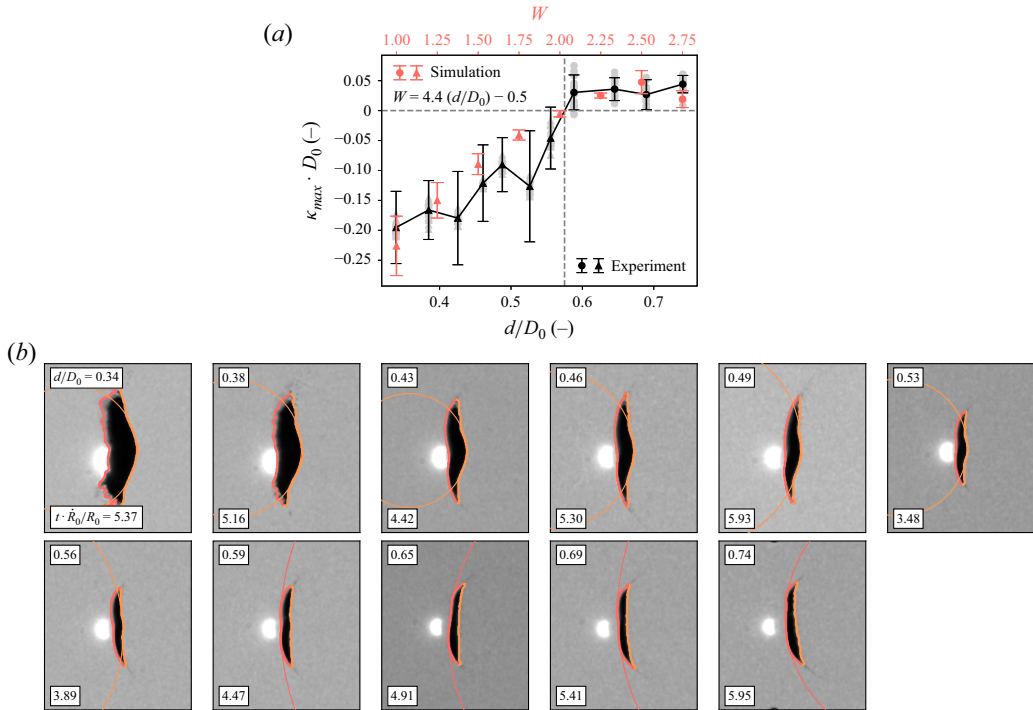 (a)
W
1.00 1.25 1.50 1.75 2.00 2.25 2.50 2.75
0.05
0
−0.05
−0.10
−0.15
−0.20
−0.25
κmax · D0 (–)
Simulation
W = 4.4 (d/D0) − 0.5
Experiment
0.4 0.5 0.6 0.7
d/D0 (–)
(b)
d/D0 = 0.34 0.38 0.43 0.46 0.49 0.53
t · Ṙ0/R0 = 5.37 5.16 4.42 5.30 5.93 3.48
0.56 0.59 0.65 0.69 0.74
3.89 4.47 4.91 5.41 5.95